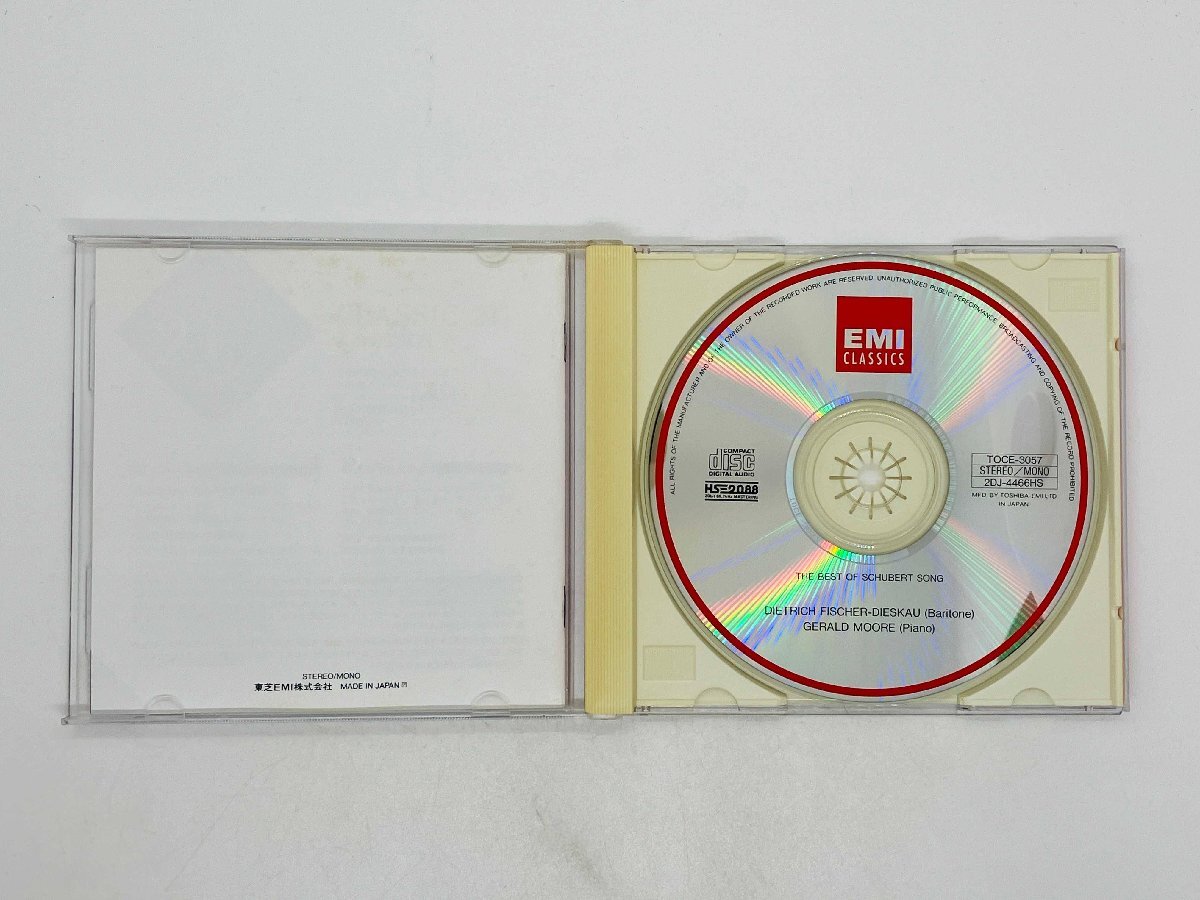 STEREO/MONO
東芝EMI株式会社 MADE IN JAPAN
ALL RIGHTS OF THE MANUFACTURER AND OF THE OWNER OF THE RECORDED WORK ARE RESERVED UNAUTHORIZED PUBLIC PERFORMANCE BROADCASTING AND COPYING OF THE RECORD PROHIBITED
EMI
CLASSICS
COMPACT
disc
DIGITAL AUDIO
HS-2088
TOCE-3057
STEREO/MONO
2DJ-4466HS
MFD BY TOSHIBA-EMI LTD
IN JAPAN
THE BEST OF SCHUBERT SONG
DIETRICH FISCHER-DIESKAU (Baritone)
GERALD MOORE (Piano)